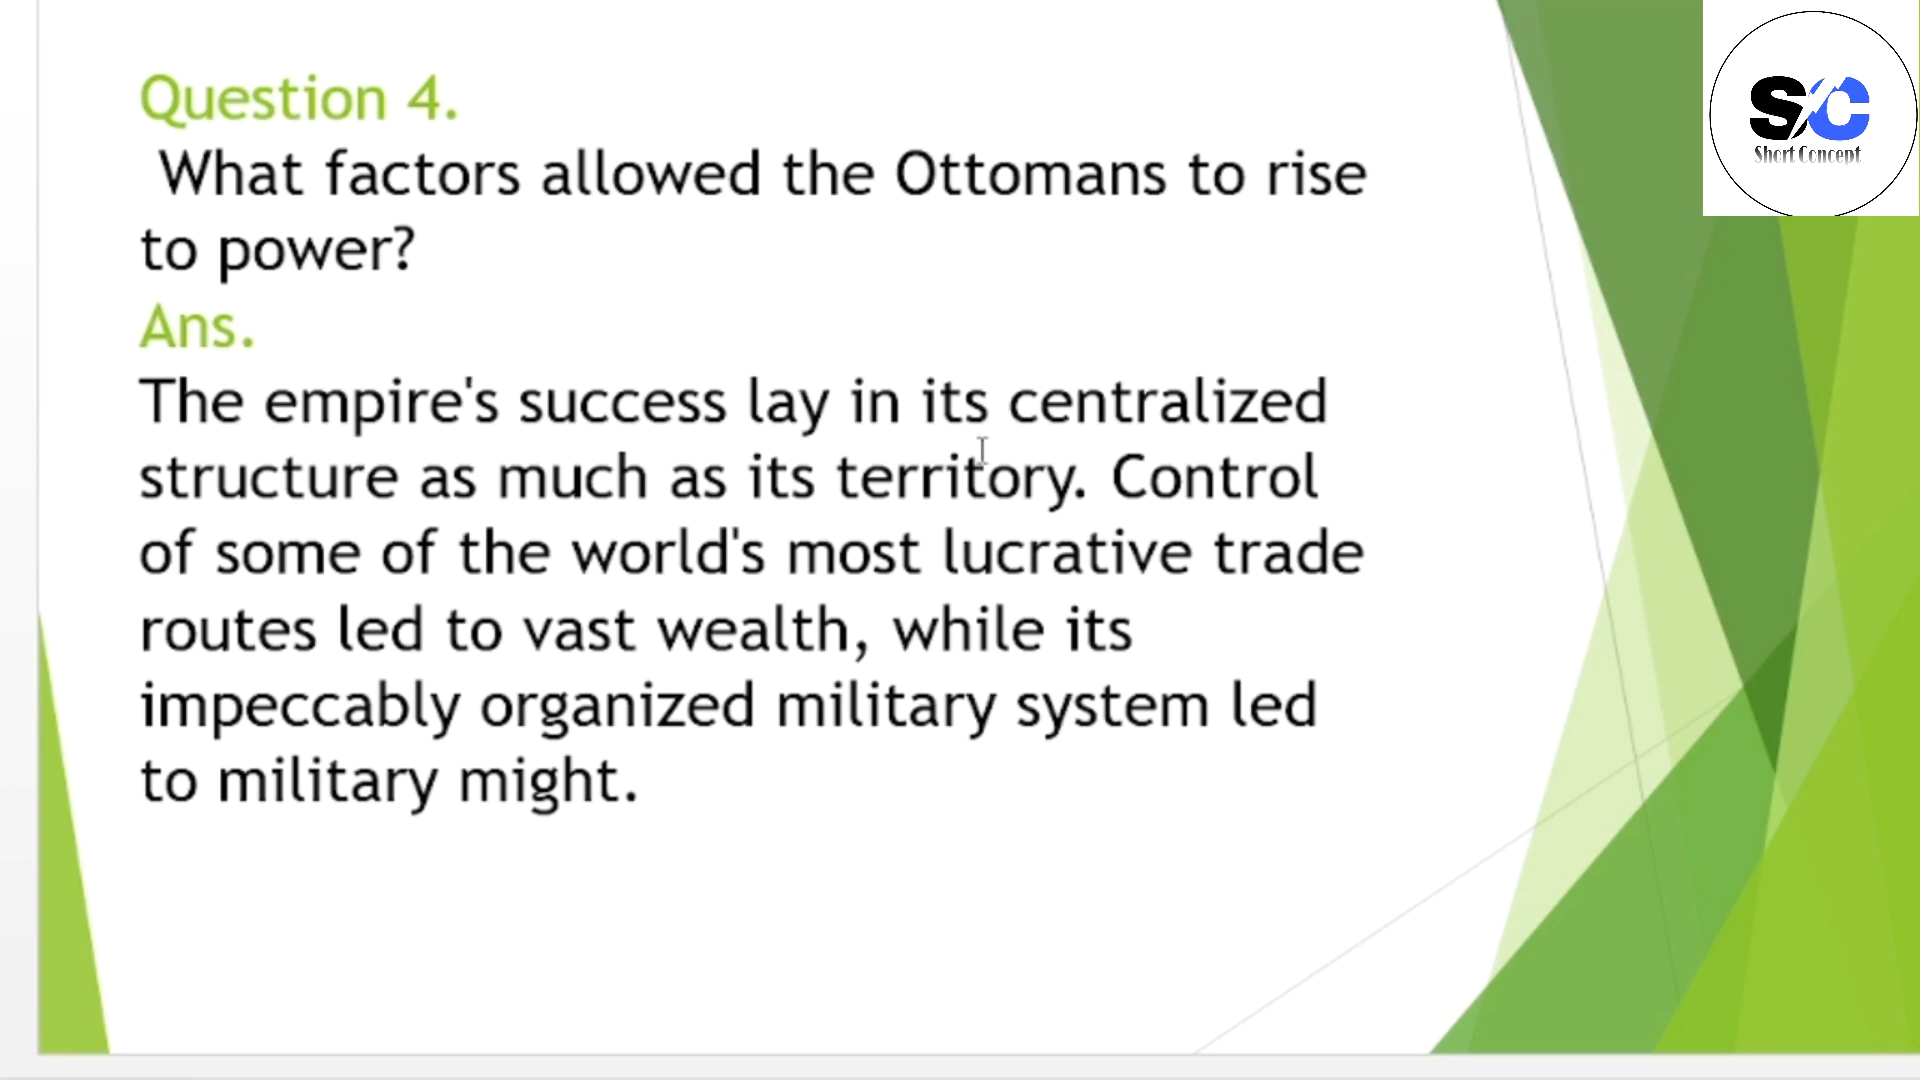 Question 4.
What factors allowed the Ottomans to rise
to power?
Ans.
The empire's success lay in its centralized
structure as much as its territory. Control
of some of the world's most lucrative trade
routes led to vast wealth, while its
impeccably organized military system led
to military might.
S/C
Short Concept